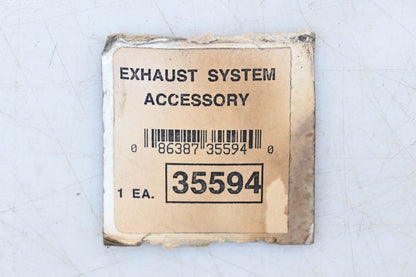 EXHAUST SYSTEM
ACCESSORY
0 86387 35594 0
1 EA. 35594